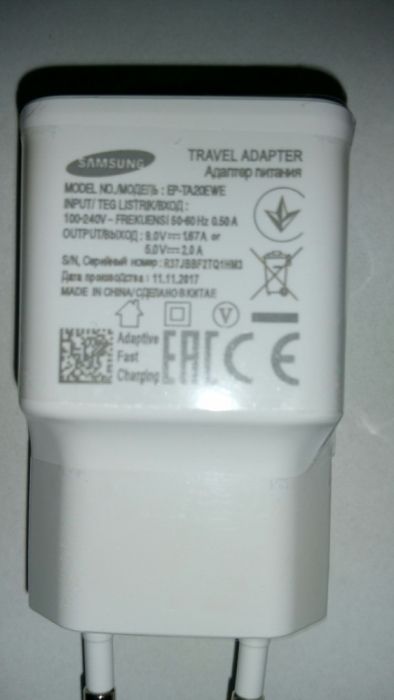 SAMSUNG
TRAVEL ADAPTER
Адаптер питания
MODEL NO./МОДЕЛЬ : EP-TA20EWE
INPUT/ TEG LISTRIK/ВХОД :
100-240V~ FREKUENSI 50-60 Hz 0.50 A
OUTPUT/ВЫХОД : 9.0V⎓1.67A or
5.0V⎓2.0 A
S/N, Серийный номер : R37JBBF2TQ1HM3
Дата производства : 11.11.2017
MADE IN CHINA/СДЕЛАНО В КИТАЕ
V
Adaptive
Fast
Charging
EAC
CE